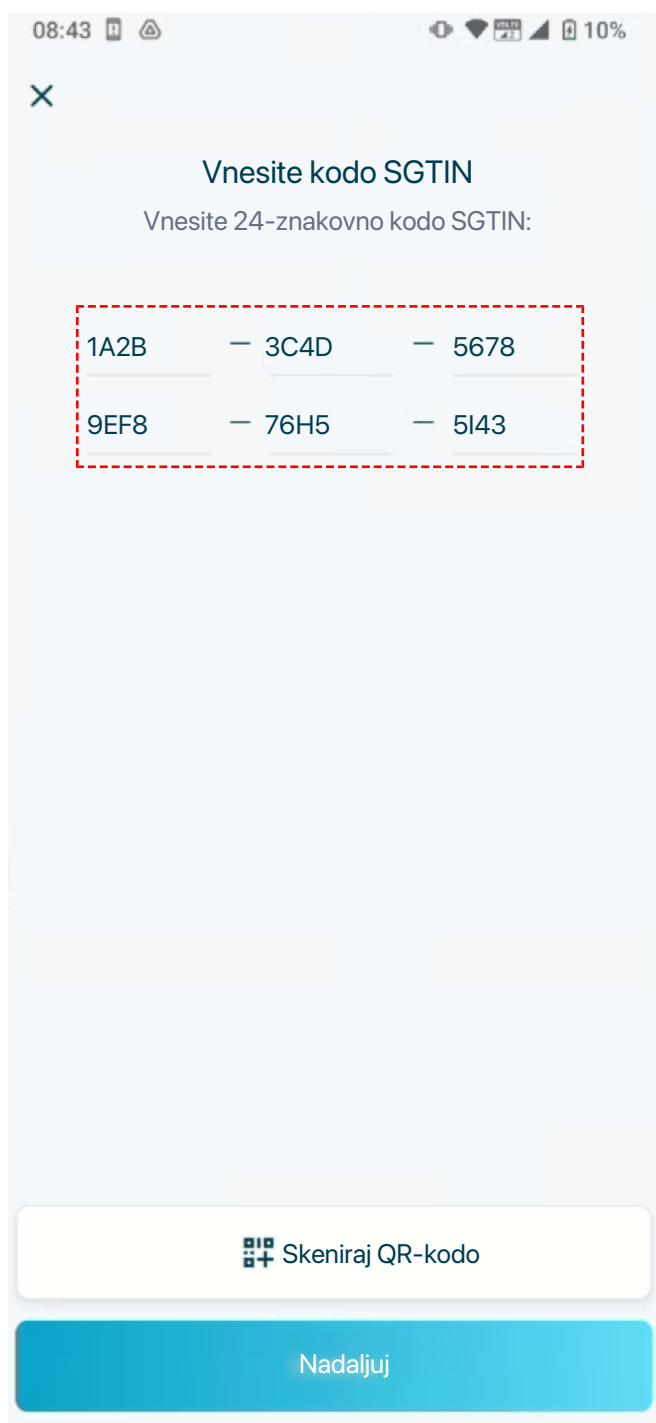 08:43 10%
Vnesite kodo SGTIN
Vnesite 24-znakovno kodo SGTIN:
1A2B – 3C4D – 5678
9EF8 – 76H5 – 5I43
Skeniraj QR-kodo
Nadaljuj